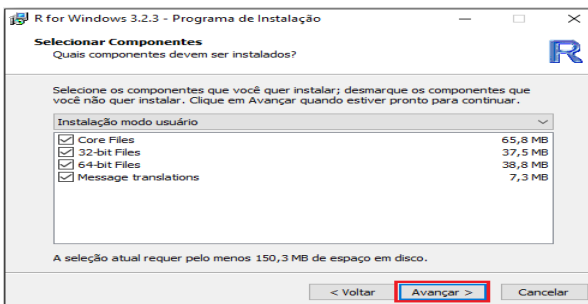 R for Windows 3.2.3 - Programa de Instalação
Selecionar Componentes
Quais componentes devem ser instalados?
R
Selecione os componentes que você quer instalar; desmarque os componentes que
você não quer instalar. Clique em Avançar quando estiver pronto para continuar.
Instalação modo usuário
Core Files 65,8 MB
32-bit Files 37,5 MB
64-bit Files 38,8 MB
Message translations 7,3 MB
A seleção atual requer pelo menos 150,3 MB de espaço em disco.
< Voltar Avançar > Cancelar